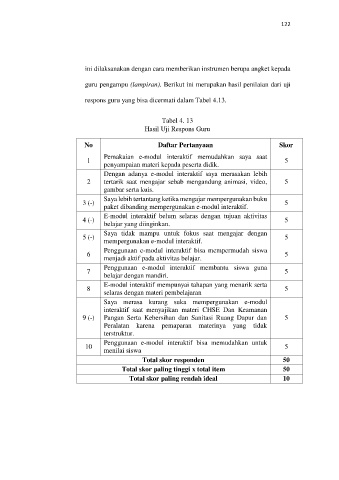 122
ini dilaksanakan dengan cara memberikan instrumen berupa angket kepada
guru pengampu (lampiran). Berikut ini merupakan hasil penilaian dari uji
respons guru yang bisa dicermati dalam Tabel 4.13.
Tabel 4. 13
Hasil Uji Respons Guru
No Daftar Pertanyaan Skor
1 Pemakaian e-modul interaktif memudahkan saya saat 5
penyampaian materi kepada peserta didik.
Dengan adanya e-modul interaktif saya merasakan lebih
2 tertarik saat mengajar sebab mengandung animasi, video, 5
gambar serta kuis.
3 (-) Saya lebih tertantang ketika mengajar mempergunakan buku 5
paket dibanding mempergunakan e-modul interaktif.
4 (-) E-modul interaktif belum selaras dengan tujuan aktivitas 5
belajar yang diinginkan.
5 (-) Saya tidak mampu untuk fokus saat mengajar dengan 5
mempergunakan e-modul interaktif.
6 Penggunaan e-modul interaktif bisa mempermudah siswa 5
menjadi aktif pada aktivitas belajar.
7 Penggunaan e-modul interaktif membantu siswa guna 5
belajar dengan mandiri.
8 E-modul interaktif mempunyai tahapan yang menarik serta 5
selaras dengan materi pembelajaran
Saya merasa kurang suka mempergunakan e-modul
interaktif saat menyajikan materi CHSE Dan Keamanan
9 (-) Pangan Serta Kebersihan dan Sanitasi Ruang Dapur dan 5
Peralatan karena pemaparan materinya yang tidak
terstruktur.
10 Penggunaan e-modul interaktif bisa memudahkan untuk 5
menilai siswa
Total skor responden 50
Total skor paling tinggi x total item 50
Total skor paling rendah ideal 10